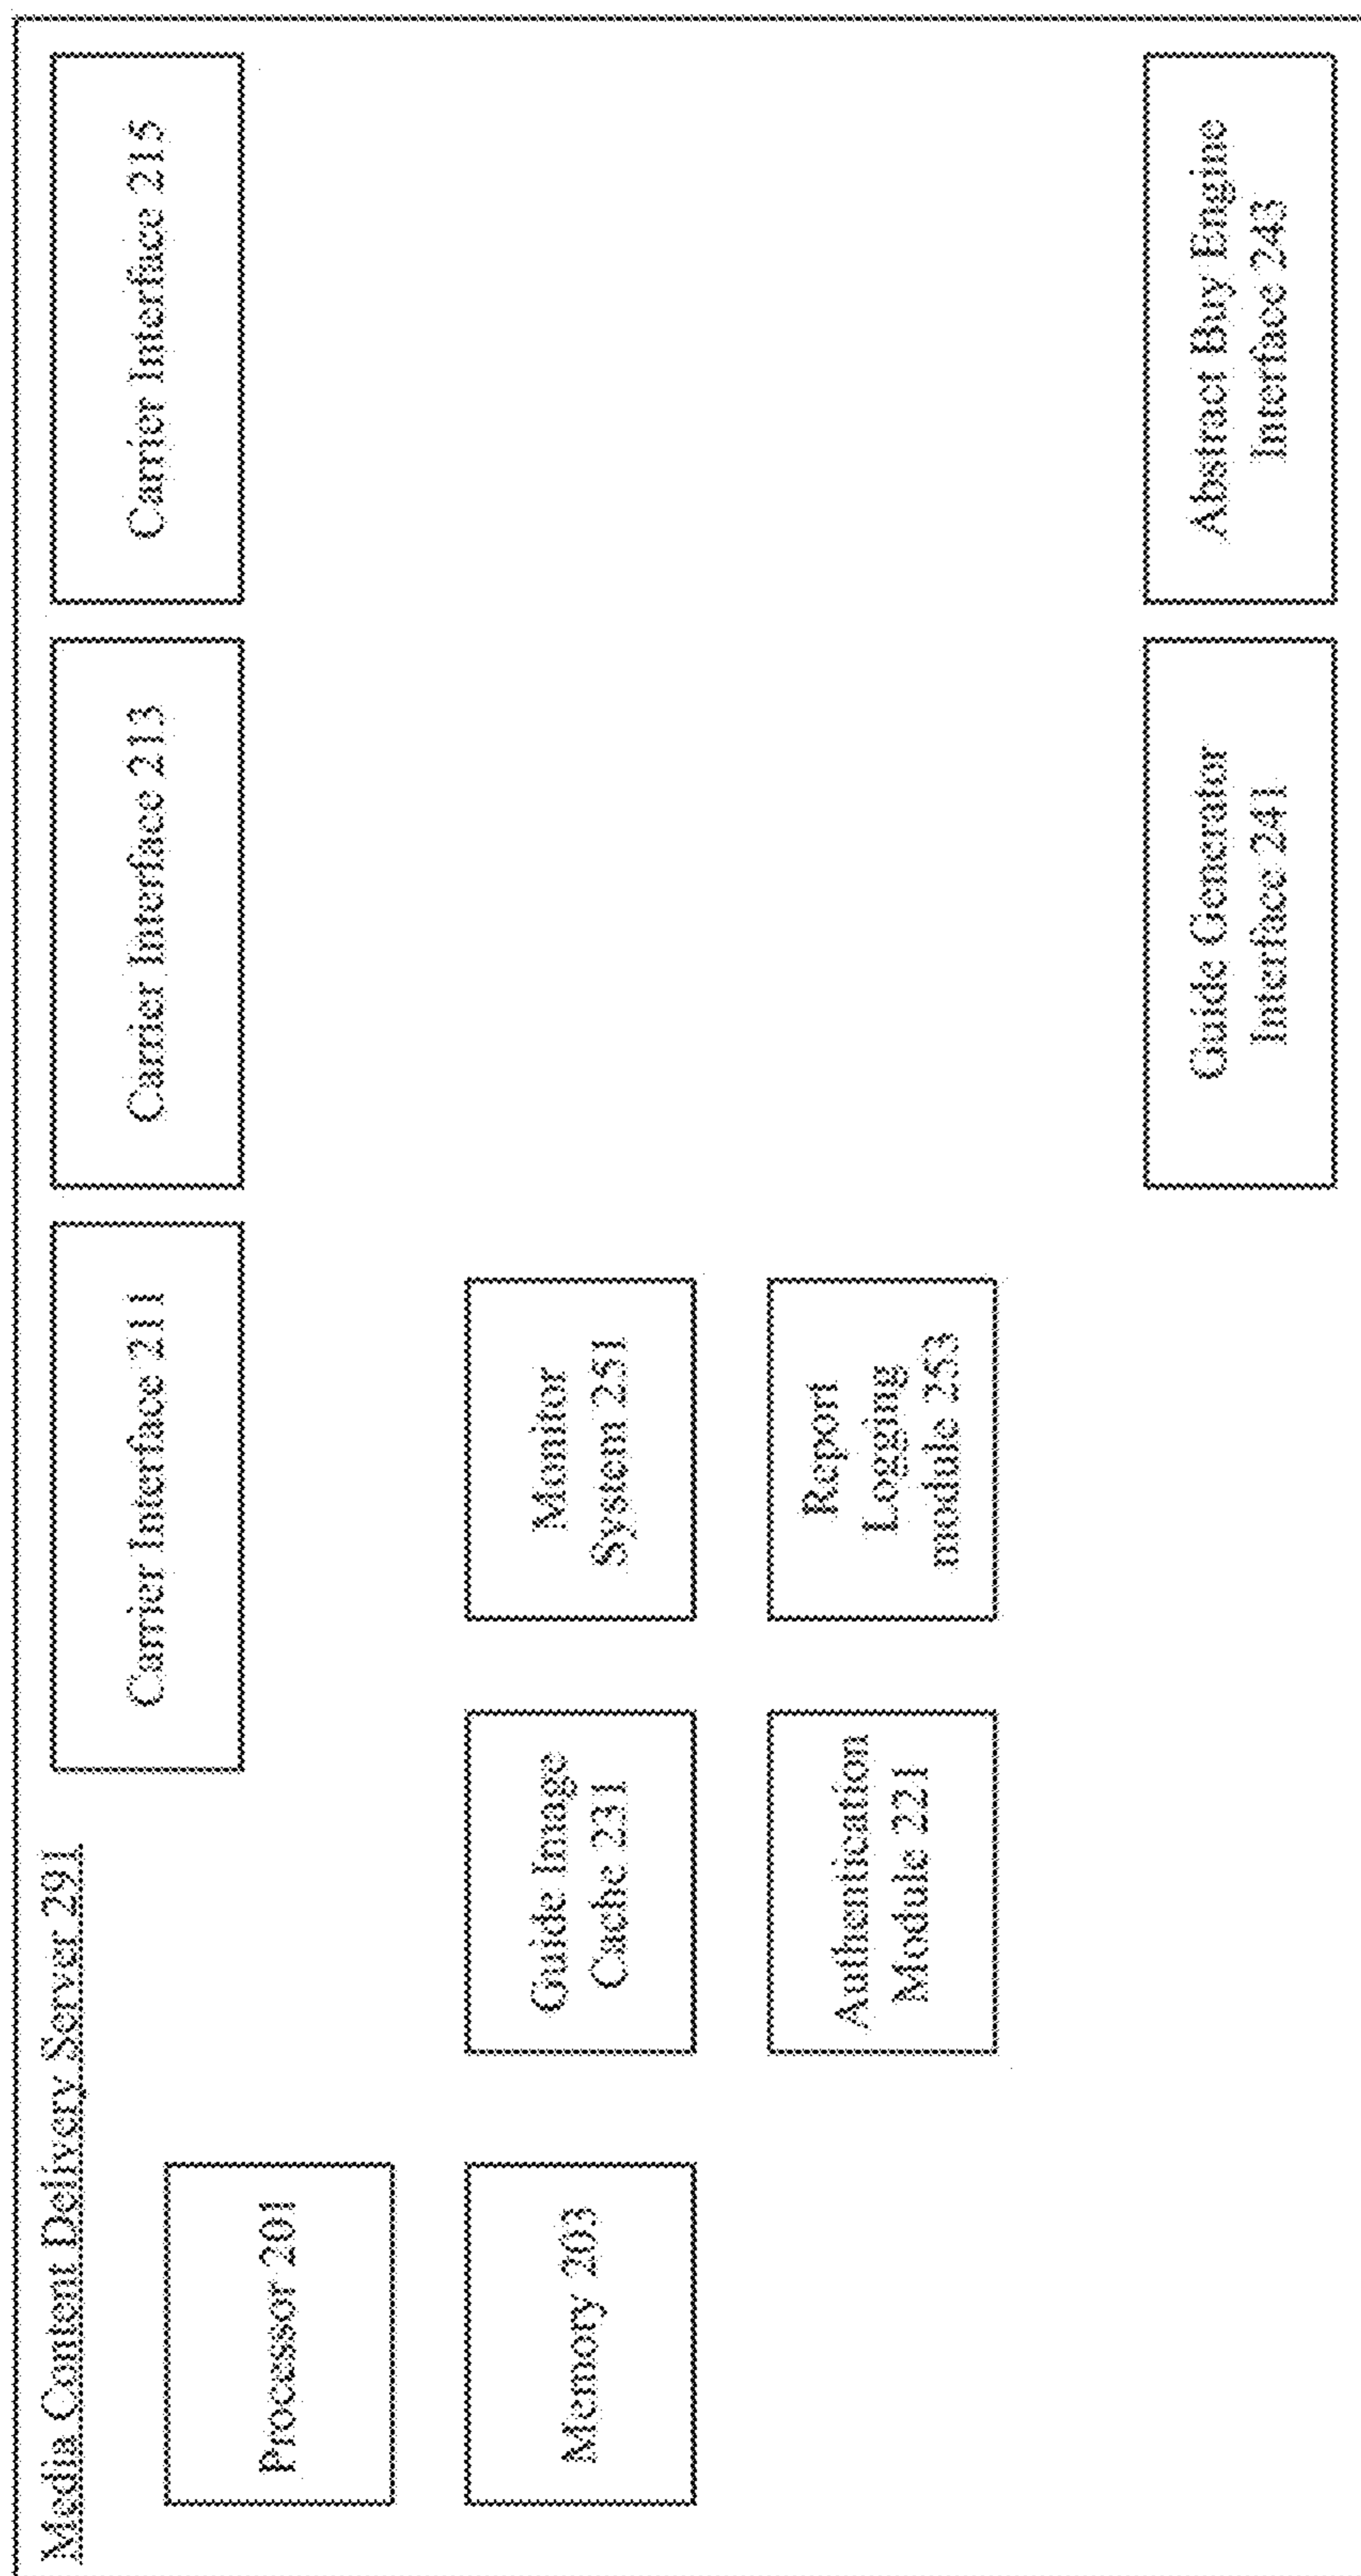 Media Content Delivery Server 291
Carrier Interface 211
Carrier Interface 213
Carrier Interface 215
Processor 201
Memory 203
Guide Image
Cache 231
Monitor
System 251
Authentication
Module 221
Report
Logging
module 253
Guide Generator
Interface 241
Abstract Buy Engine
Interface 243